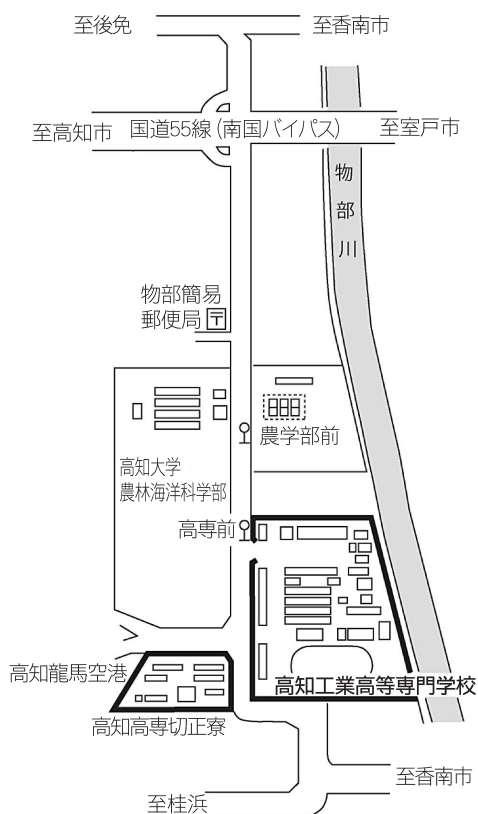 至後免
至香南市
至高知市
国道55線(南国バイパス)
至室戸市
物部川
物部簡易
郵便局
〒
農学部前
高知大学
農林海洋科学部
高専前
高知龍馬空港
高知工業高等専門学校
高知高専切正寮
至香南市
至桂浜